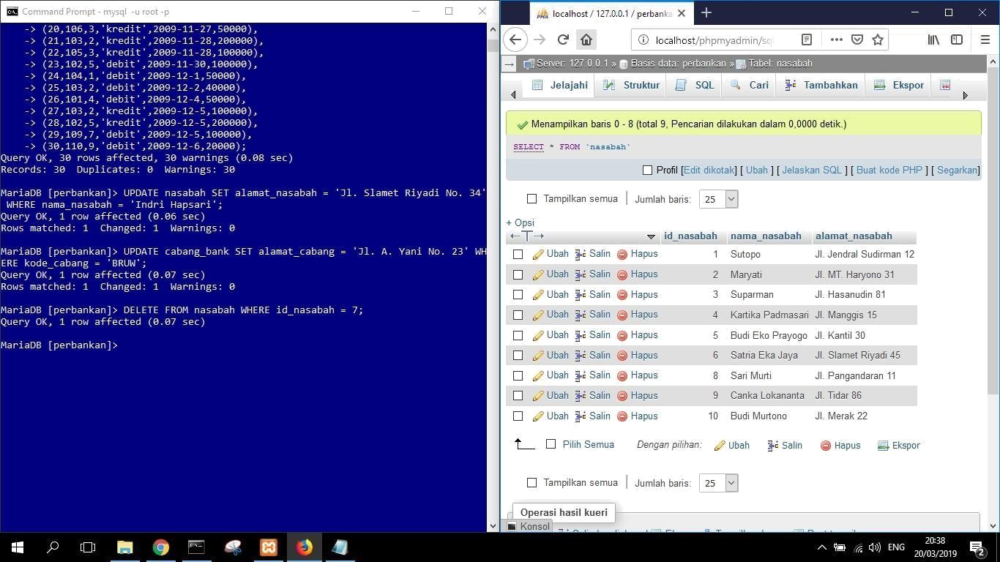 Command Prompt - mysql -u root -p
-> (20,106,3,'kredit',2009-11-27,50000),
-> (21,103,2,'kredit',2009-11-28,200000),
-> (22,105,3,'kredit',2009-11-28,100000),
-> (23,102,5,'debit',2009-11-30,100000),
-> (24,104,1,'debit',2009-12-1,50000),
-> (25,103,2,'debit',2009-12-2,40000),
-> (26,101,4,'debit',2009-12-4,50000),
-> (27,103,2,'kredit',2009-12-5,100000),
-> (28,102,5,'kredit',2009-12-5,200000),
-> (29,109,7,'debit',2009-12-5,100000),
-> (30,110,9,'debit',2009-12-6,20000);
Query OK, 30 rows affected, 30 warnings (0.08 sec)
Records: 30 Duplicates: 0 Warnings: 30
MariaDB [perbankan]> UPDATE nasabah SET alamat_nasabah = 'Jl. Slamet Riyadi No. 34'
WHERE nama_nasabah = 'Indri Hapsari';
Query OK, 1 row affected (0.06 sec)
Rows matched: 1 Changed: 1 Warnings: 0
MariaDB [perbankan]> UPDATE cabang_bank SET alamat_cabang = 'Jl. A. Yani No. 23' WH
ERE kode_cabang = 'BRUW';
Query OK, 1 row affected (0.07 sec)
Rows matched: 1 Changed: 1 Warnings: 0
MariaDB [perbankan]> DELETE FROM nasabah WHERE id_nasabah = 7;
Query OK, 1 row affected (0.07 sec)
MariaDB [perbankan]>
PMA localhost / 127.0.0.1 / perbanka
localhost/phpmyadmin/sq
Server: 127.0.0.1 » Basis data: perbankan » Tabel: nasabah
Jelajahi Struktur SQL Cari Tambahkan Ekspor
Menampilkan baris 0 - 8 (total 9, Pencarian dilakukan dalam 0,0000 detik.)
SELECT * FROM `nasabah`
Profil [Edit dikotak] [ Ubah ] [ Jelaskan SQL ] [ Buat kode PHP ] [ Segarkan]
Tampilkan semua Jumlah baris: 25
+ Opsi
←T→ id_nasabah nama_nasabah alamat_nasabah
Ubah Salin Hapus 1 Sutopo Jl. Jendral Sudirman 12
Ubah Salin Hapus 2 Maryati Jl. MT. Haryono 31
Ubah Salin Hapus 3 Suparman Jl. Hasanudin 81
Ubah Salin Hapus 4 Kartika Padmasari Jl. Manggis 15
Ubah Salin Hapus 5 Budi Eko Prayogo Jl. Kantil 30
Ubah Salin Hapus 6 Satria Eka Jaya Jl. Slamet Riyadi 45
Ubah Salin Hapus 8 Sari Murti Jl. Pangandaran 11
Ubah Salin Hapus 9 Canka Lokananta Jl. Tidar 86
Ubah Salin Hapus 10 Budi Murtono Jl. Merak 22
Pilih Semua Dengan pilihan: Ubah Salin Hapus Ekspor
Tampilkan semua Jumlah baris: 25
Operasi hasil kueri
Konsol
ENG 20:38
20/03/2019 2